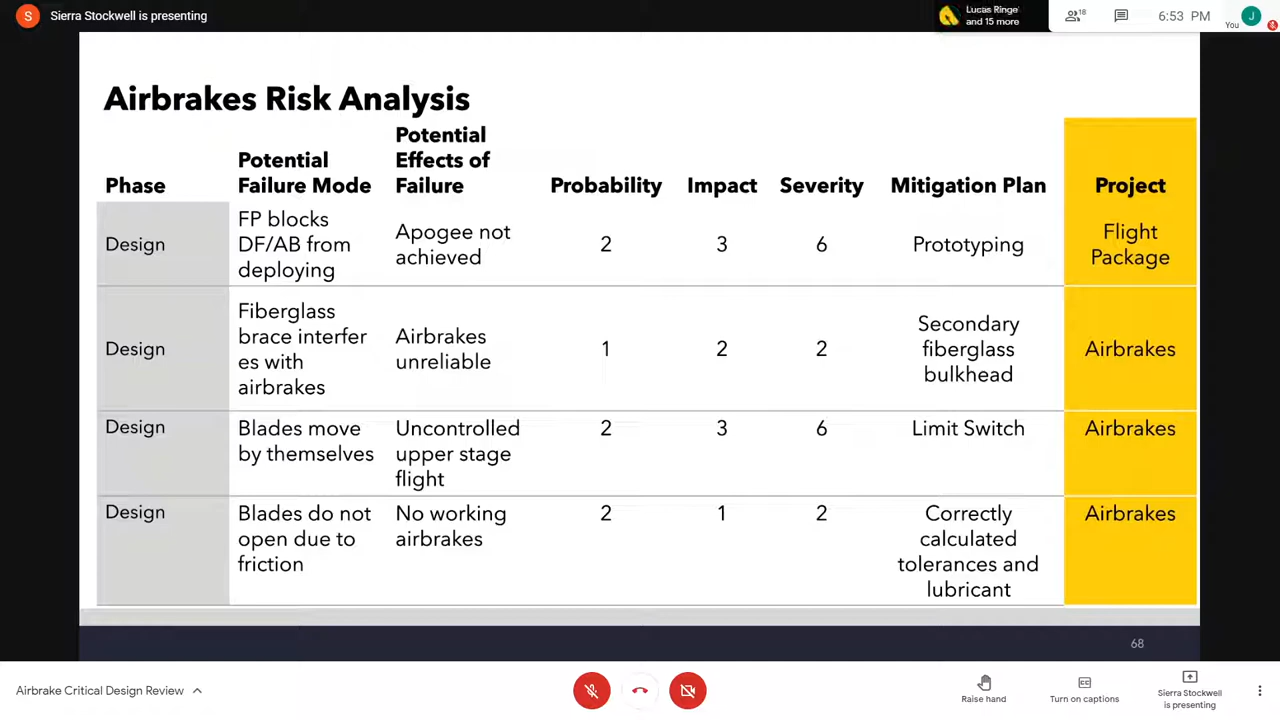 S Sierra Stockwell is presenting
Lucas Ringe
and 15 more
18
6:53 PM
You
J
Airbrakes Risk Analysis
Phase
Potential
Failure Mode
Potential
Effects of
Failure
Probability
Impact
Severity
Mitigation Plan
Project
Design
FP blocks
DF/AB from
deploying
Apogee not
achieved
2
3
6
Prototyping
Flight
Package
Design
Fiberglass
brace interfer
es with
airbrakes
Airbrakes
unreliable
1
2
2
Secondary
fiberglass
bulkhead
Airbrakes
Design
Blades move
by themselves
Uncontrolled
upper stage
flight
2
3
6
Limit Switch
Airbrakes
Design
Blades do not
open due to
friction
No working
airbrakes
2
1
2
Correctly
calculated
tolerances and
lubricant
Airbrakes
68
Airbrake Critical Design Review
Raise hand
CC
Turn on captions
Sierra Stockwell
is presenting